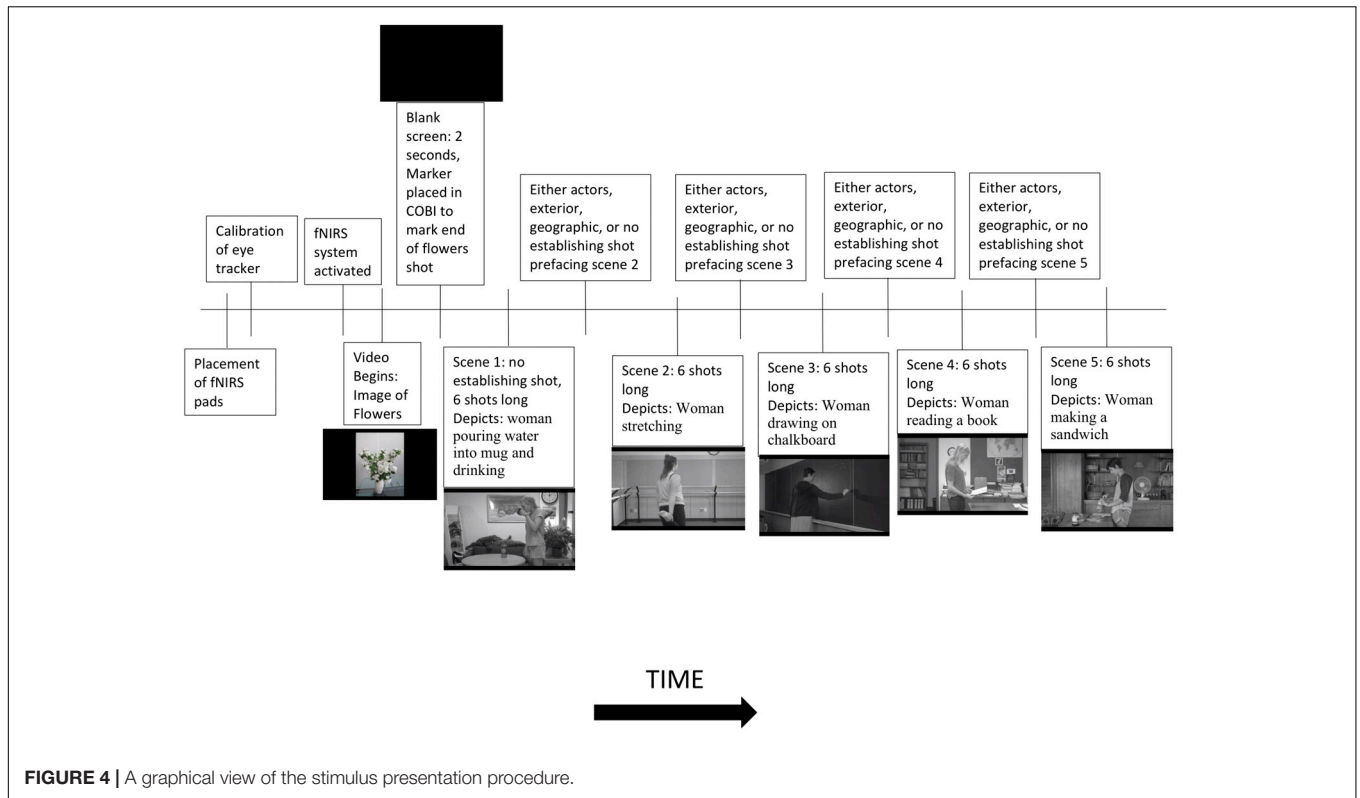 Blank
screen: 2
seconds,
Marker
placed in
COBI to
mark end
of flowers
shot
Calibration
of eye
tracker
fNIRS
system
activated
Either actors,
exterior,
geographic, or no
establishing shot
prefacing scene 2
Either actors,
exterior,
geographic, or no
establishing shot
prefacing scene 3
Either actors,
exterior,
geographic, or no
establishing shot
prefacing scene 4
Either actors,
exterior,
geographic, or no
establishing shot
prefacing scene 5
Placement
of fNIRS
pads
Video
Begins:
Image of
Flowers
Scene 1: no
establishing shot,
6 shots long
Depicts: woman
pouring water
into mug and
drinking
Scene 2: 6 shots
long
Depicts: Woman
stretching
Scene 3: 6 shots
long
Depicts: Woman
drawing on
chalkboard
Scene 4: 6 shots
long
Depicts: Woman
reading a book
Scene 5: 6 shots
long
Depicts: Woman
making a
sandwich
TIME
FIGURE 4 | A graphical view of the stimulus presentation procedure.